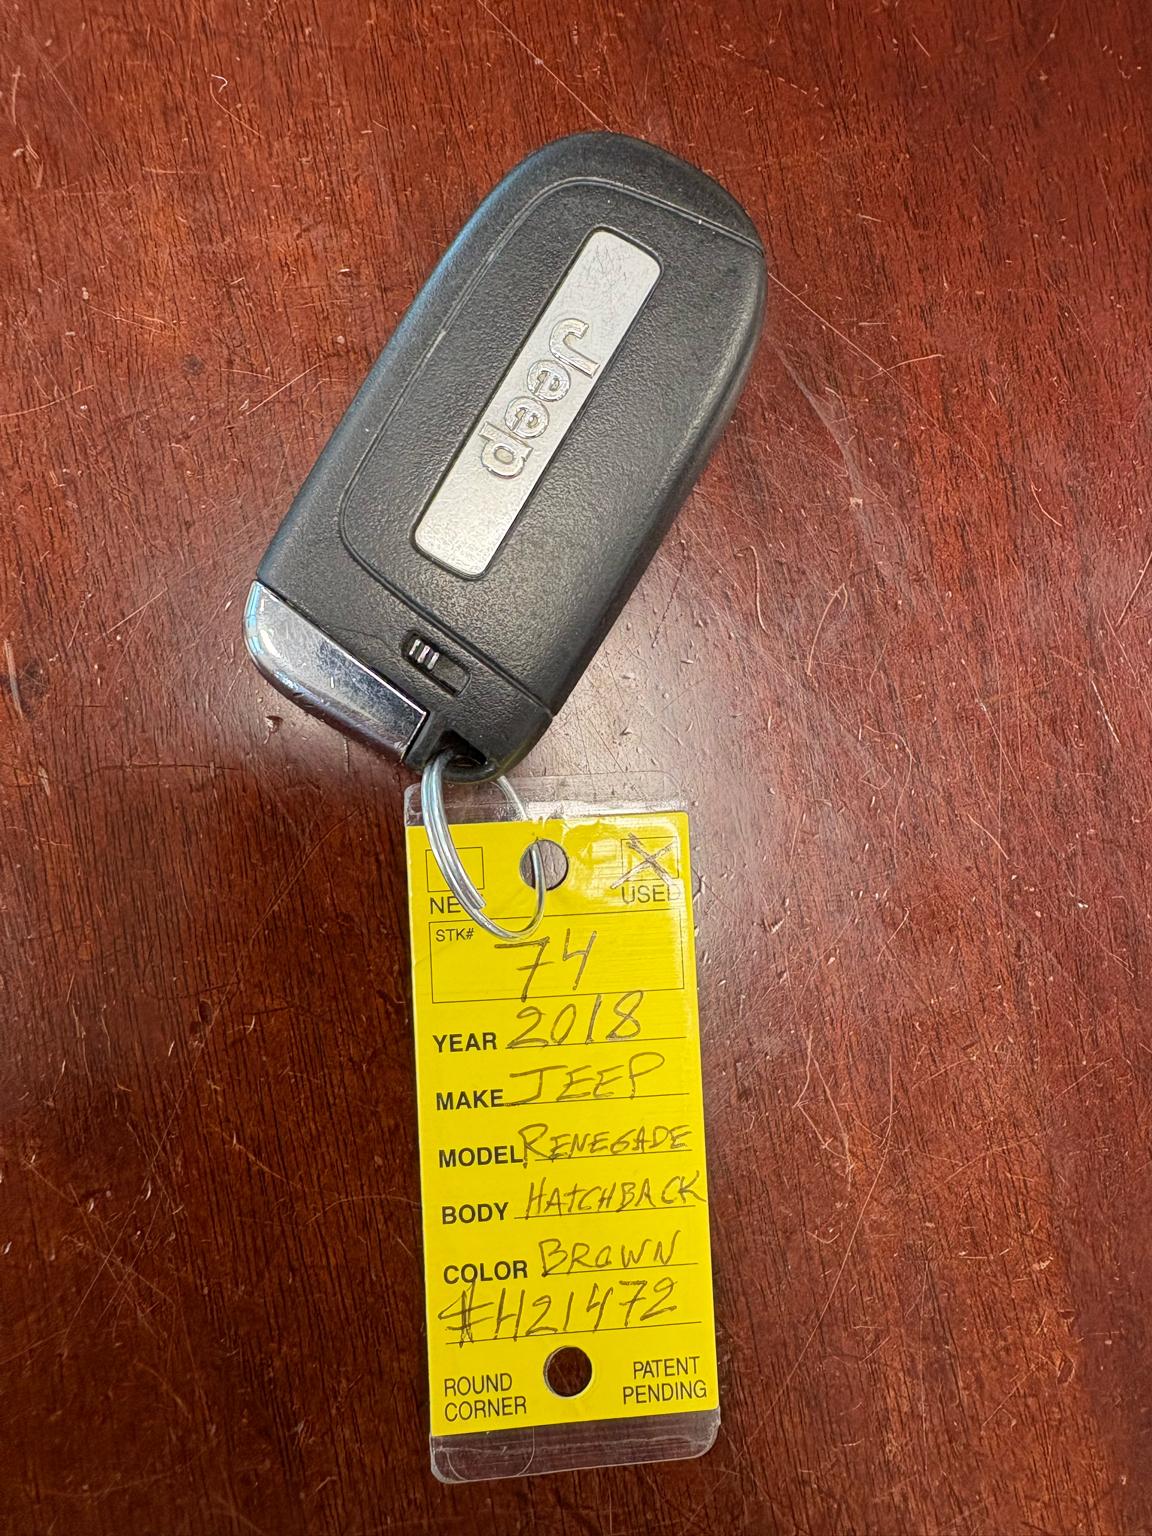 Jeep
NEW USED
STK# 74
YEAR 2018
MAKE JEEP
MODEL RENEGADE
BODY HATCHBACK
COLOR BROWN
#H21472
ROUND CORNER
PATENT PENDING